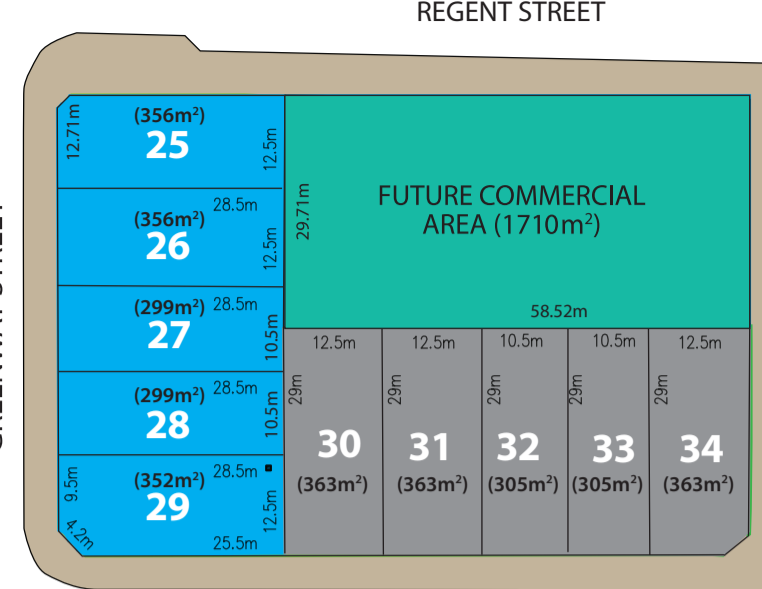 REGENT STREET
12.71m
(356m²)
25
12.5m
(356m²)
28.5m
26
12.5m
29.71m
FUTURE COMMERCIAL
AREA (1710m²)
58.52m
(299m²)
28.5m
27
10.5m
(299m²)
28.5m
28
10.5m
9.5m
(352m²)
28.5m
29
12.5m
4.2m
25.5m
12.5m
12.5m
10.5m
10.5m
12.5m
29m
29m
29m
29m
29m
30
31
32
33
34
(363m²)
(363m²)
(305m²)
(305m²)
(363m²)